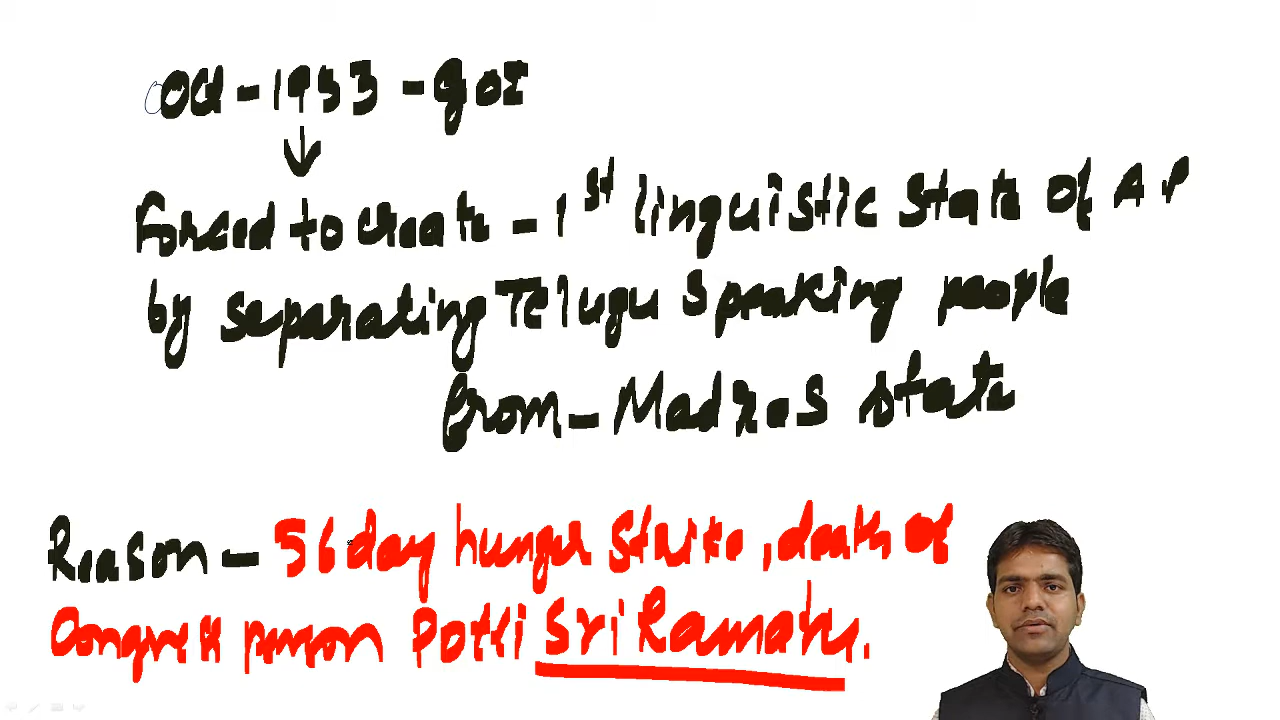 Oct - 1953 - GOI
Forced to create - 1st linguistic state of A P
by separating Telugu speaking people
from - Madras state
Reason - 56 day hunger strike, death of
Congress person Potti Sri Ramalu.